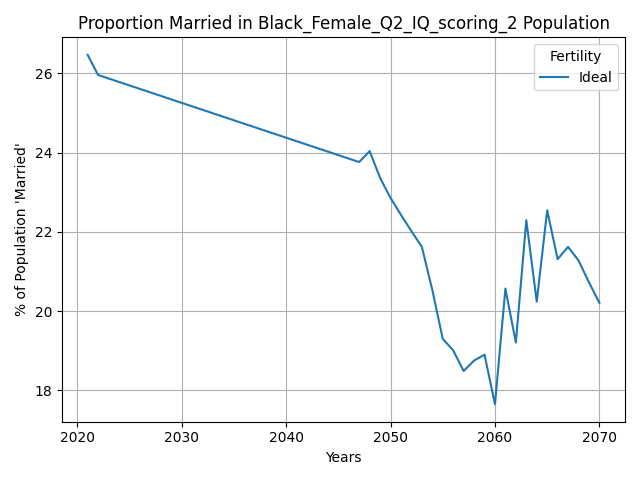 Proportion Married in Black_Female_Q2_IQ_scoring_2 Population
Fertility
Ideal
% of Population 'Married'
26
24
22
20
18
2020 2030 2040 2050 2060 2070
Years